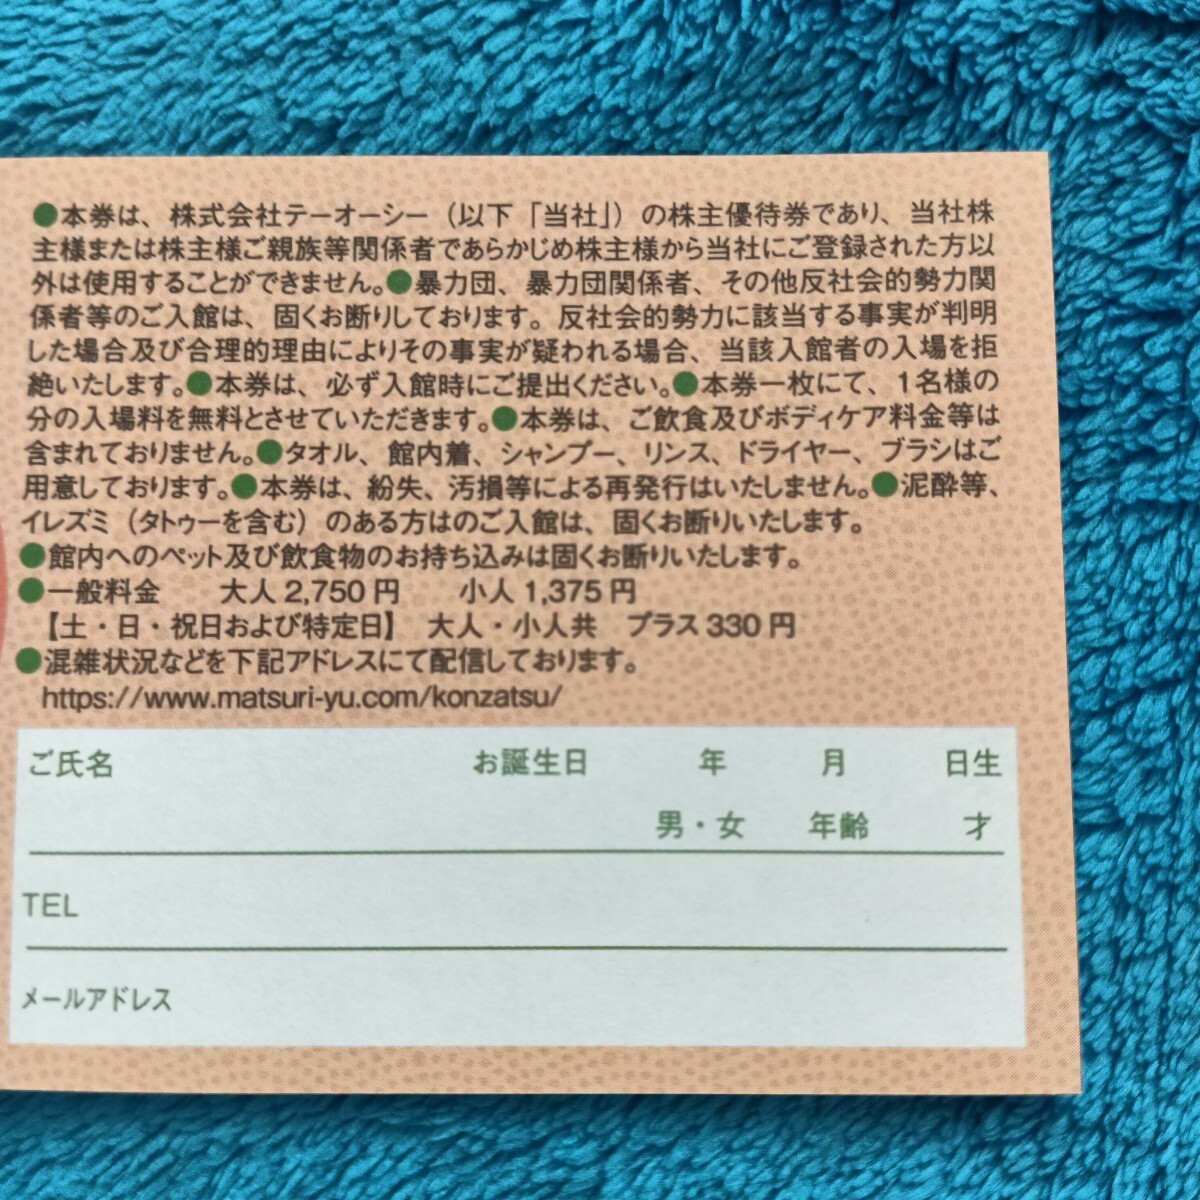 ●本券は、株式会社テーオーシー（以下「当社」）の株主優待券であり、当社株
主様または株主様ご親族等関係者であらかじめ株主様から当社にご登録された方以
外は使用することができません。●暴力団、暴力団関係者、その他反社会的勢力関
係者等のご入館は、固くお断りしております。反社会的勢力に該当する事実が判明
した場合及び合理的理由によりその事実が疑われる場合、当該入館者の入場を拒
絶いたします。●本券は、必ず入館時にご提出ください。●本券一枚にて、1名様の
分の入場料を無料とさせていただきます。●本券は、ご飲食及びボディケア料金等は
含まれておりません。●タオル、館内着、シャンプー、リンス、ドライヤー、ブラシはご
用意しております。●本券は、紛失、汚損等による再発行はいたしません。●泥酔等、
イレズミ（タトゥーを含む）のある方はのご入館は、固くお断りいたします。
●館内へのペット及び飲食物のお持ち込みは固くお断りいたします。
●一般料金　大人 2,750 円　小人 1,375 円
【土・日・祝日および特定日】　大人・小人共　プラス 330 円
●混雑状況などを下記アドレスにて配信しております。
https://www.matsuri-yu.com/konzatsu/
ご氏名　お誕生日　年　月　日生
男・女　年齢　才
TEL
メールアドレス